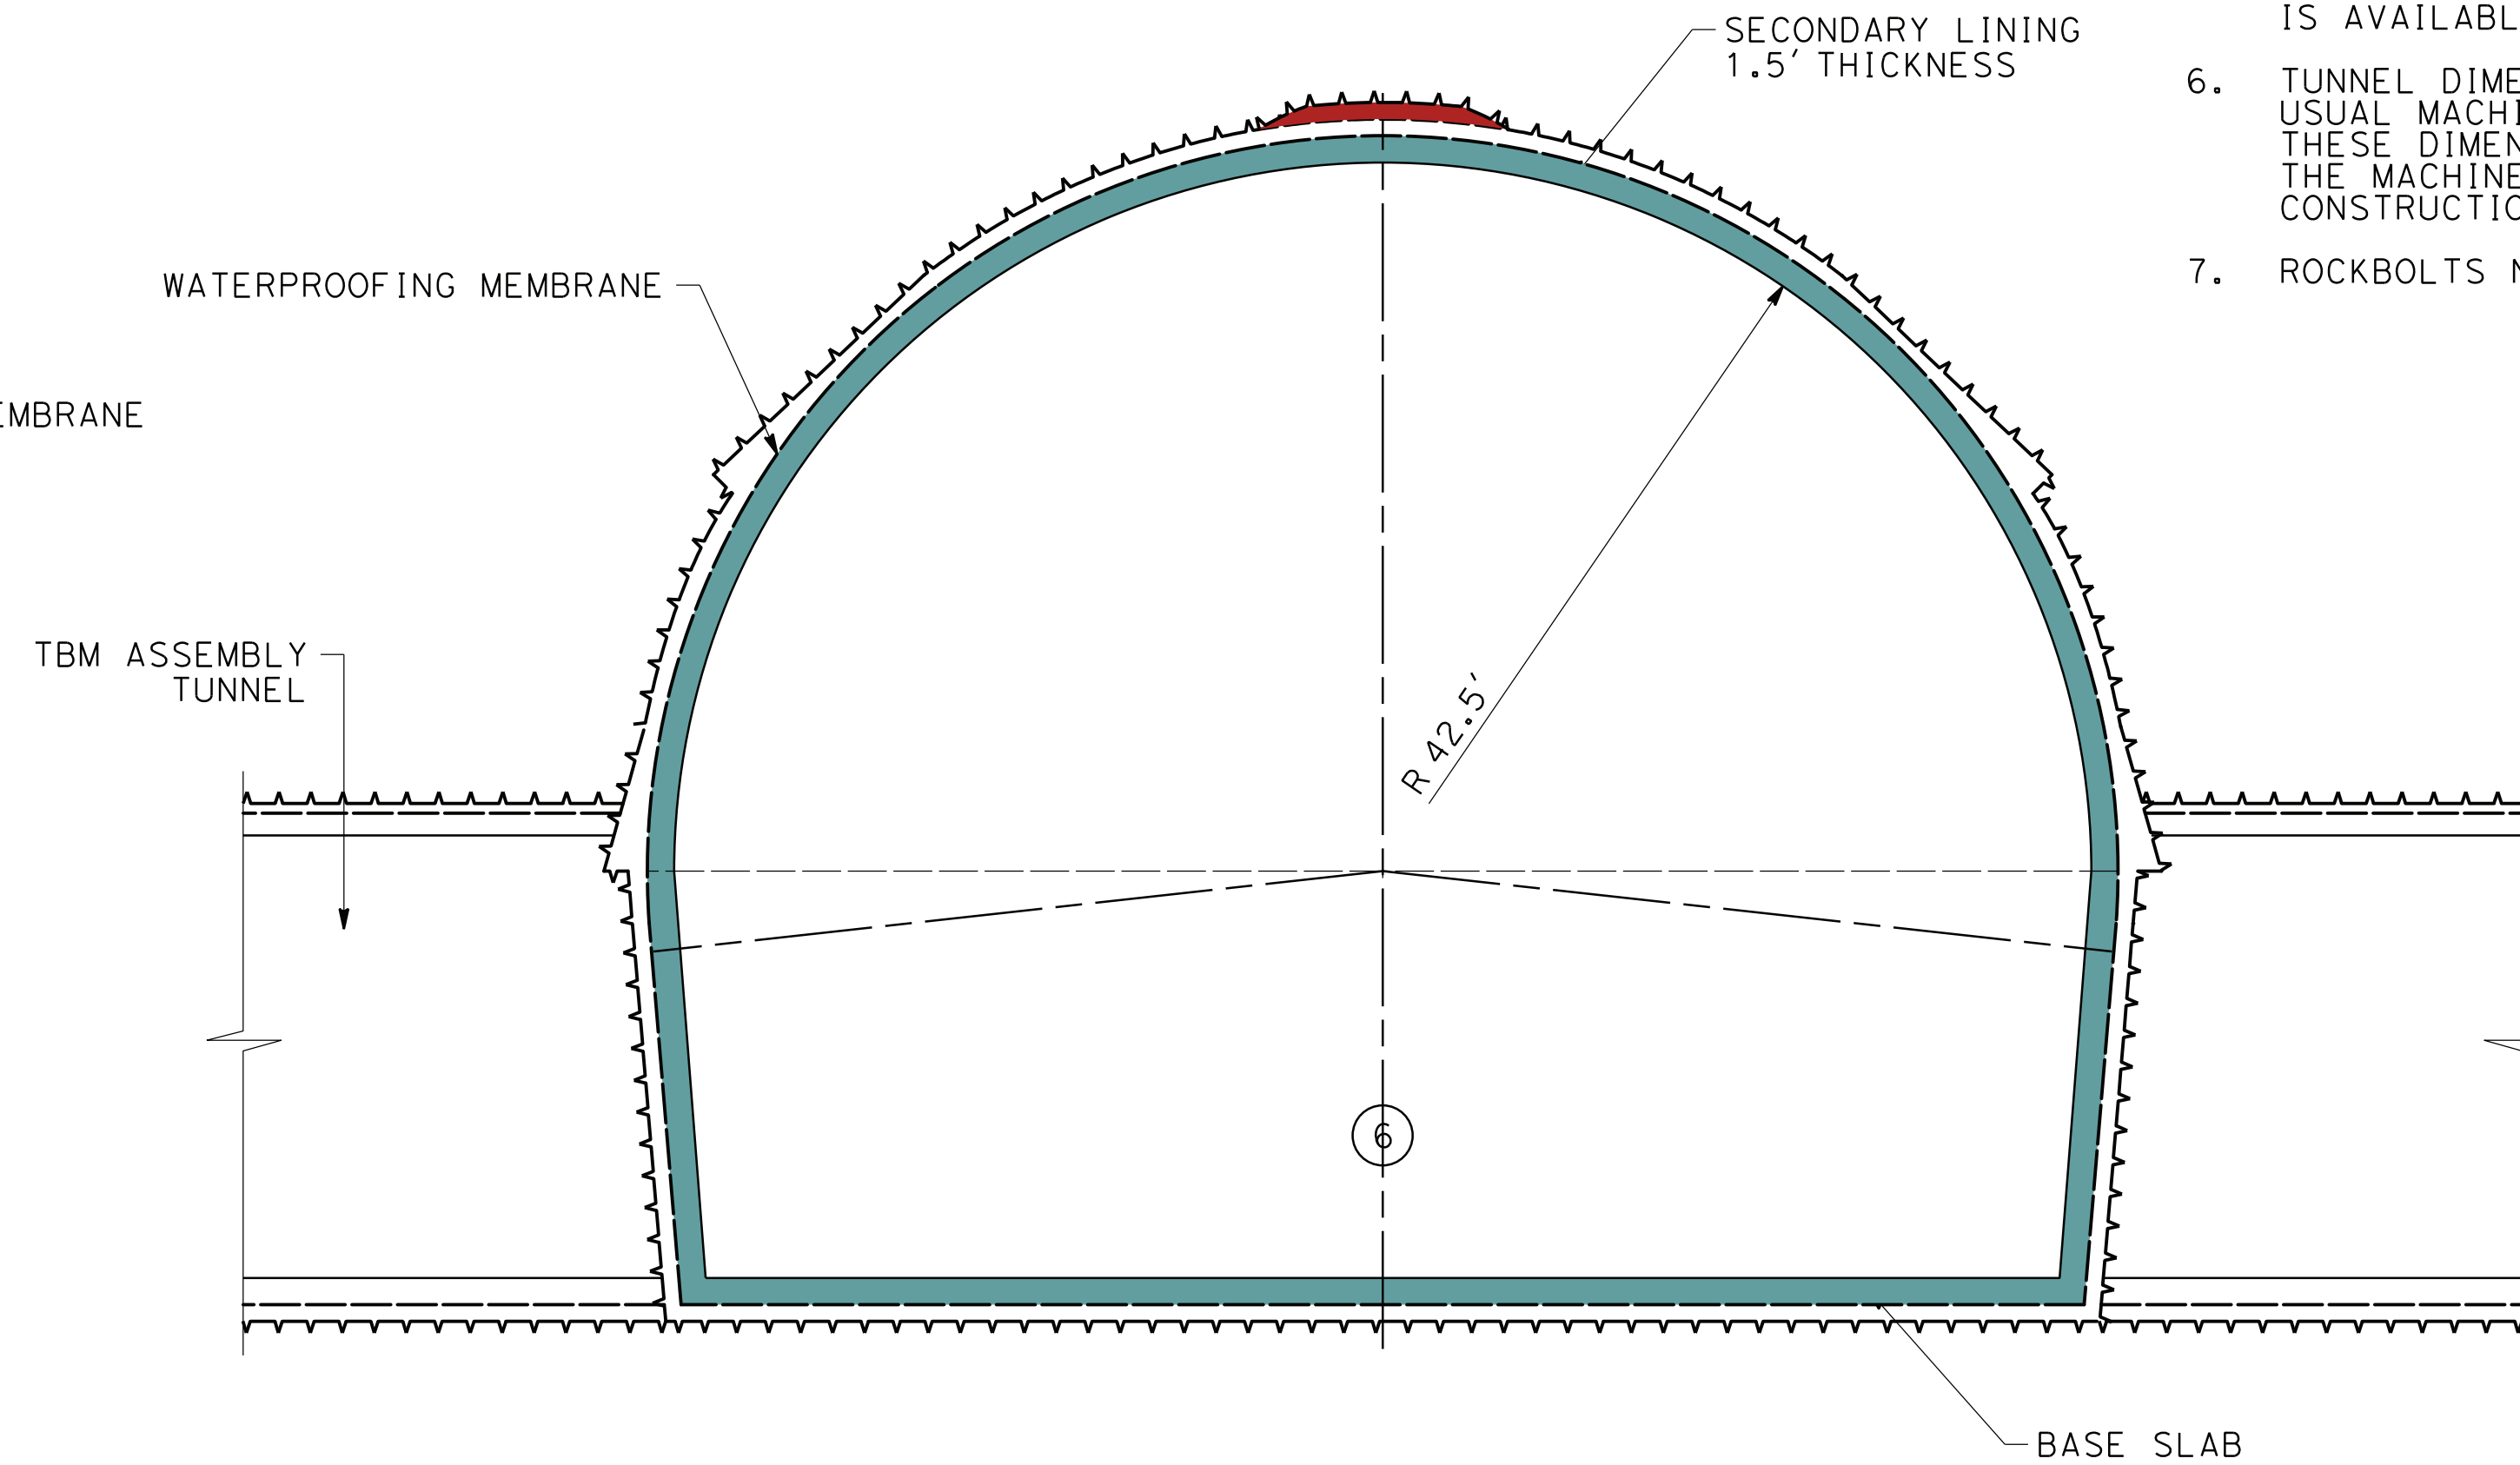 SECONDARY LINING
1.5' THICKNESS
IS AVAILABL
6. TUNNEL DIME
USUAL MACHI
THESE DIMEN
THE MACHINE
CONSTRUCTIO
7. ROCKBOLTS N
WATERPROOFING MEMBRANE
EMBRANE
TBM ASSEMBLY
TUNNEL
R 42.5'
6
BASE SLAB